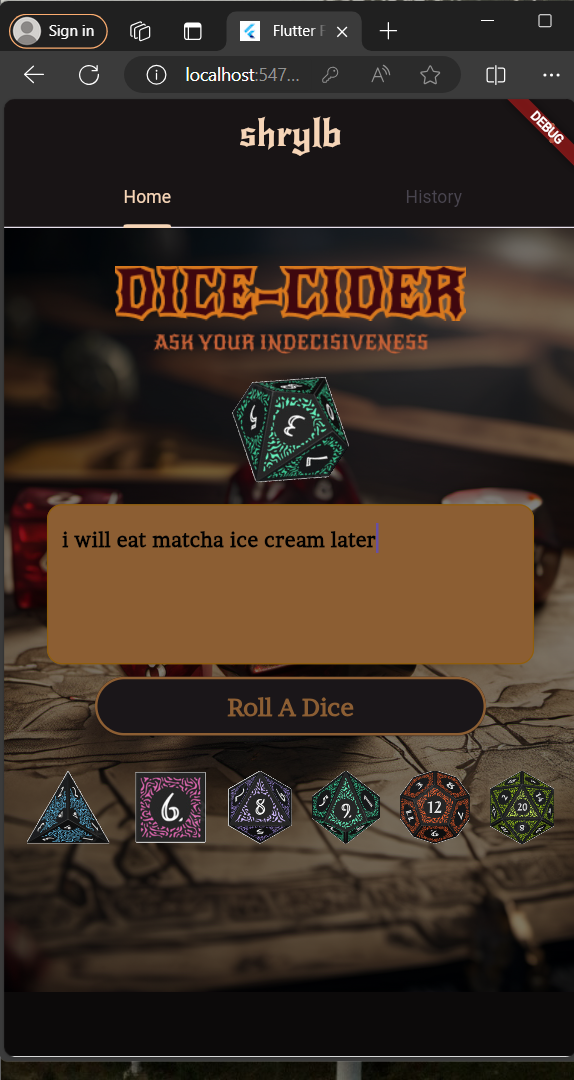 Sign in
Flutter
localhost:547...
shrylb
DEBUG
Home
History
DICE-CIDER
ASK YOUR INDECISIVENESS
3
i will eat matcha ice cream later
Roll A Dice
6
8
9
12
20